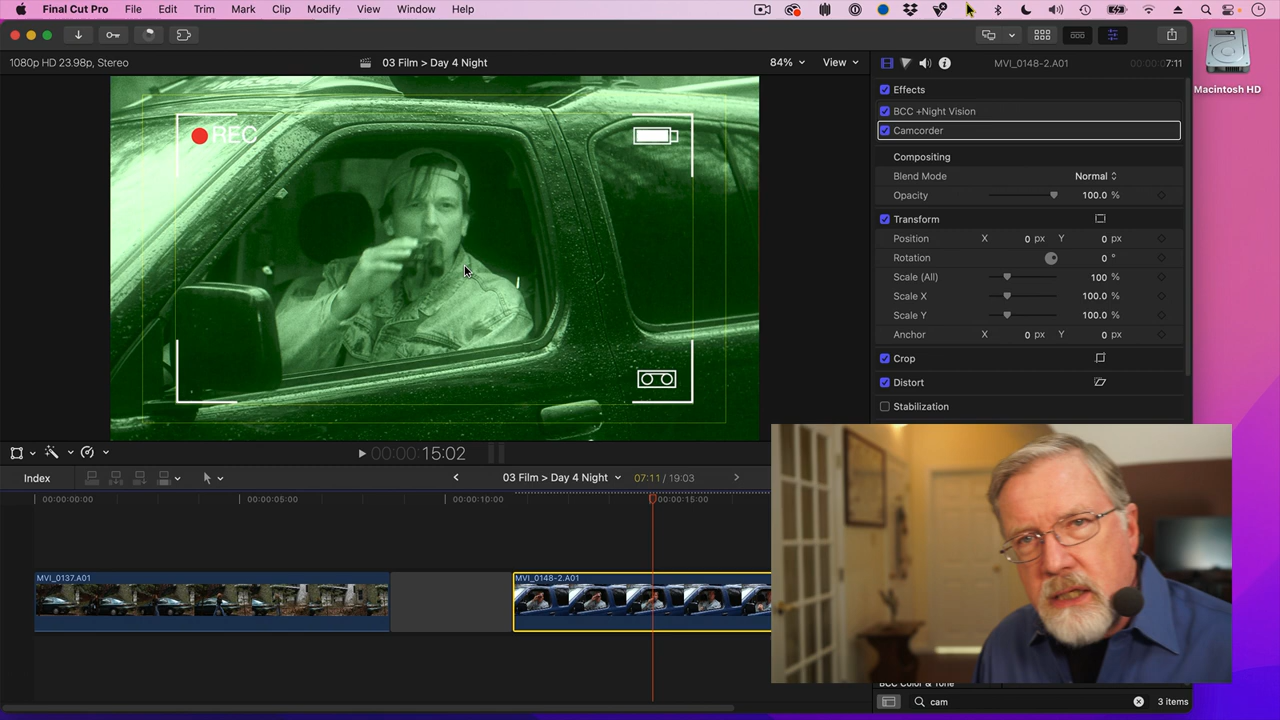 Final Cut Pro File Edit Trim Mark Clip Modify View Window Help
1080p HD 23.98p, Stereo
03 Film > Day 4 Night
84%
View
REC
MVI_0148-2.A01
00:00:07:11
Macintosh HD
Effects
BCC +Night Vision
Camcorder
Compositing
Blend Mode Normal
Opacity 100.0 %
Transform
Position X 0 px Y 0 px
Rotation 0 °
Scale (All) 100 %
Scale X 100.0 %
Scale Y 100.0 %
Anchor X 0 px Y 0 px
Crop
Distort
Stabilization
00:00:15:02
Index
03 Film > Day 4 Night
07:11 / 19:03
00:00:00:00 00:00:05:00 00:00:10:00 00:00:15:00
MVI_0137.A01
MVI_0148-2.A01
BCC Color & Tone
cam
3 items